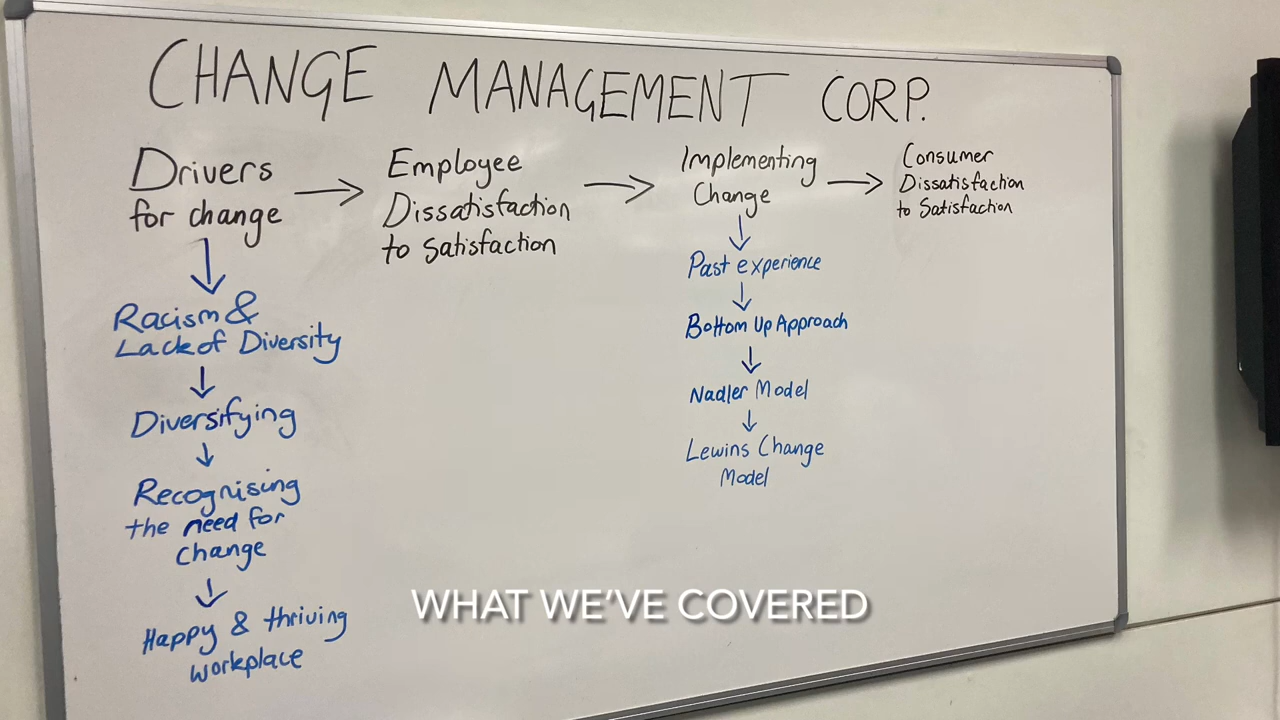 CHANGE MANAGEMENT CORP.
Drivers
for change
Employee
Dissatisfaction
to Satisfaction
Implementing
Change
Consumer
Dissatisfaction
to Satisfaction
Racism &
Lack of Diversity
Diversifying
Recognising
the need for
change
Happy & thriving
workplace
Past experience
Bottom Up Approach
Nadler Model
Lewins Change
Model
WHAT WE'VE COVERED